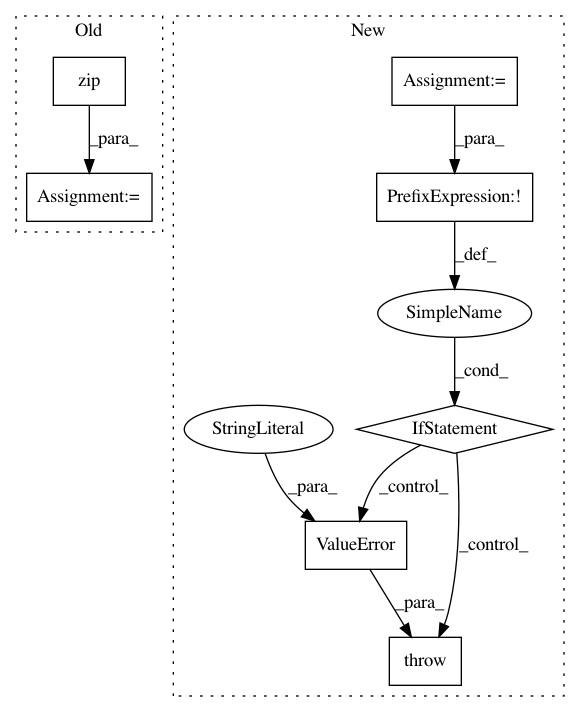 Old
New
zip
Assignment:=
_para_
_para_
Assignment:=
PrefixExpression:!
_def_
SimpleName
_cond_
StringLiteral
IfStatement
_para_
_control_
_control_
ValueError
_para_
throw